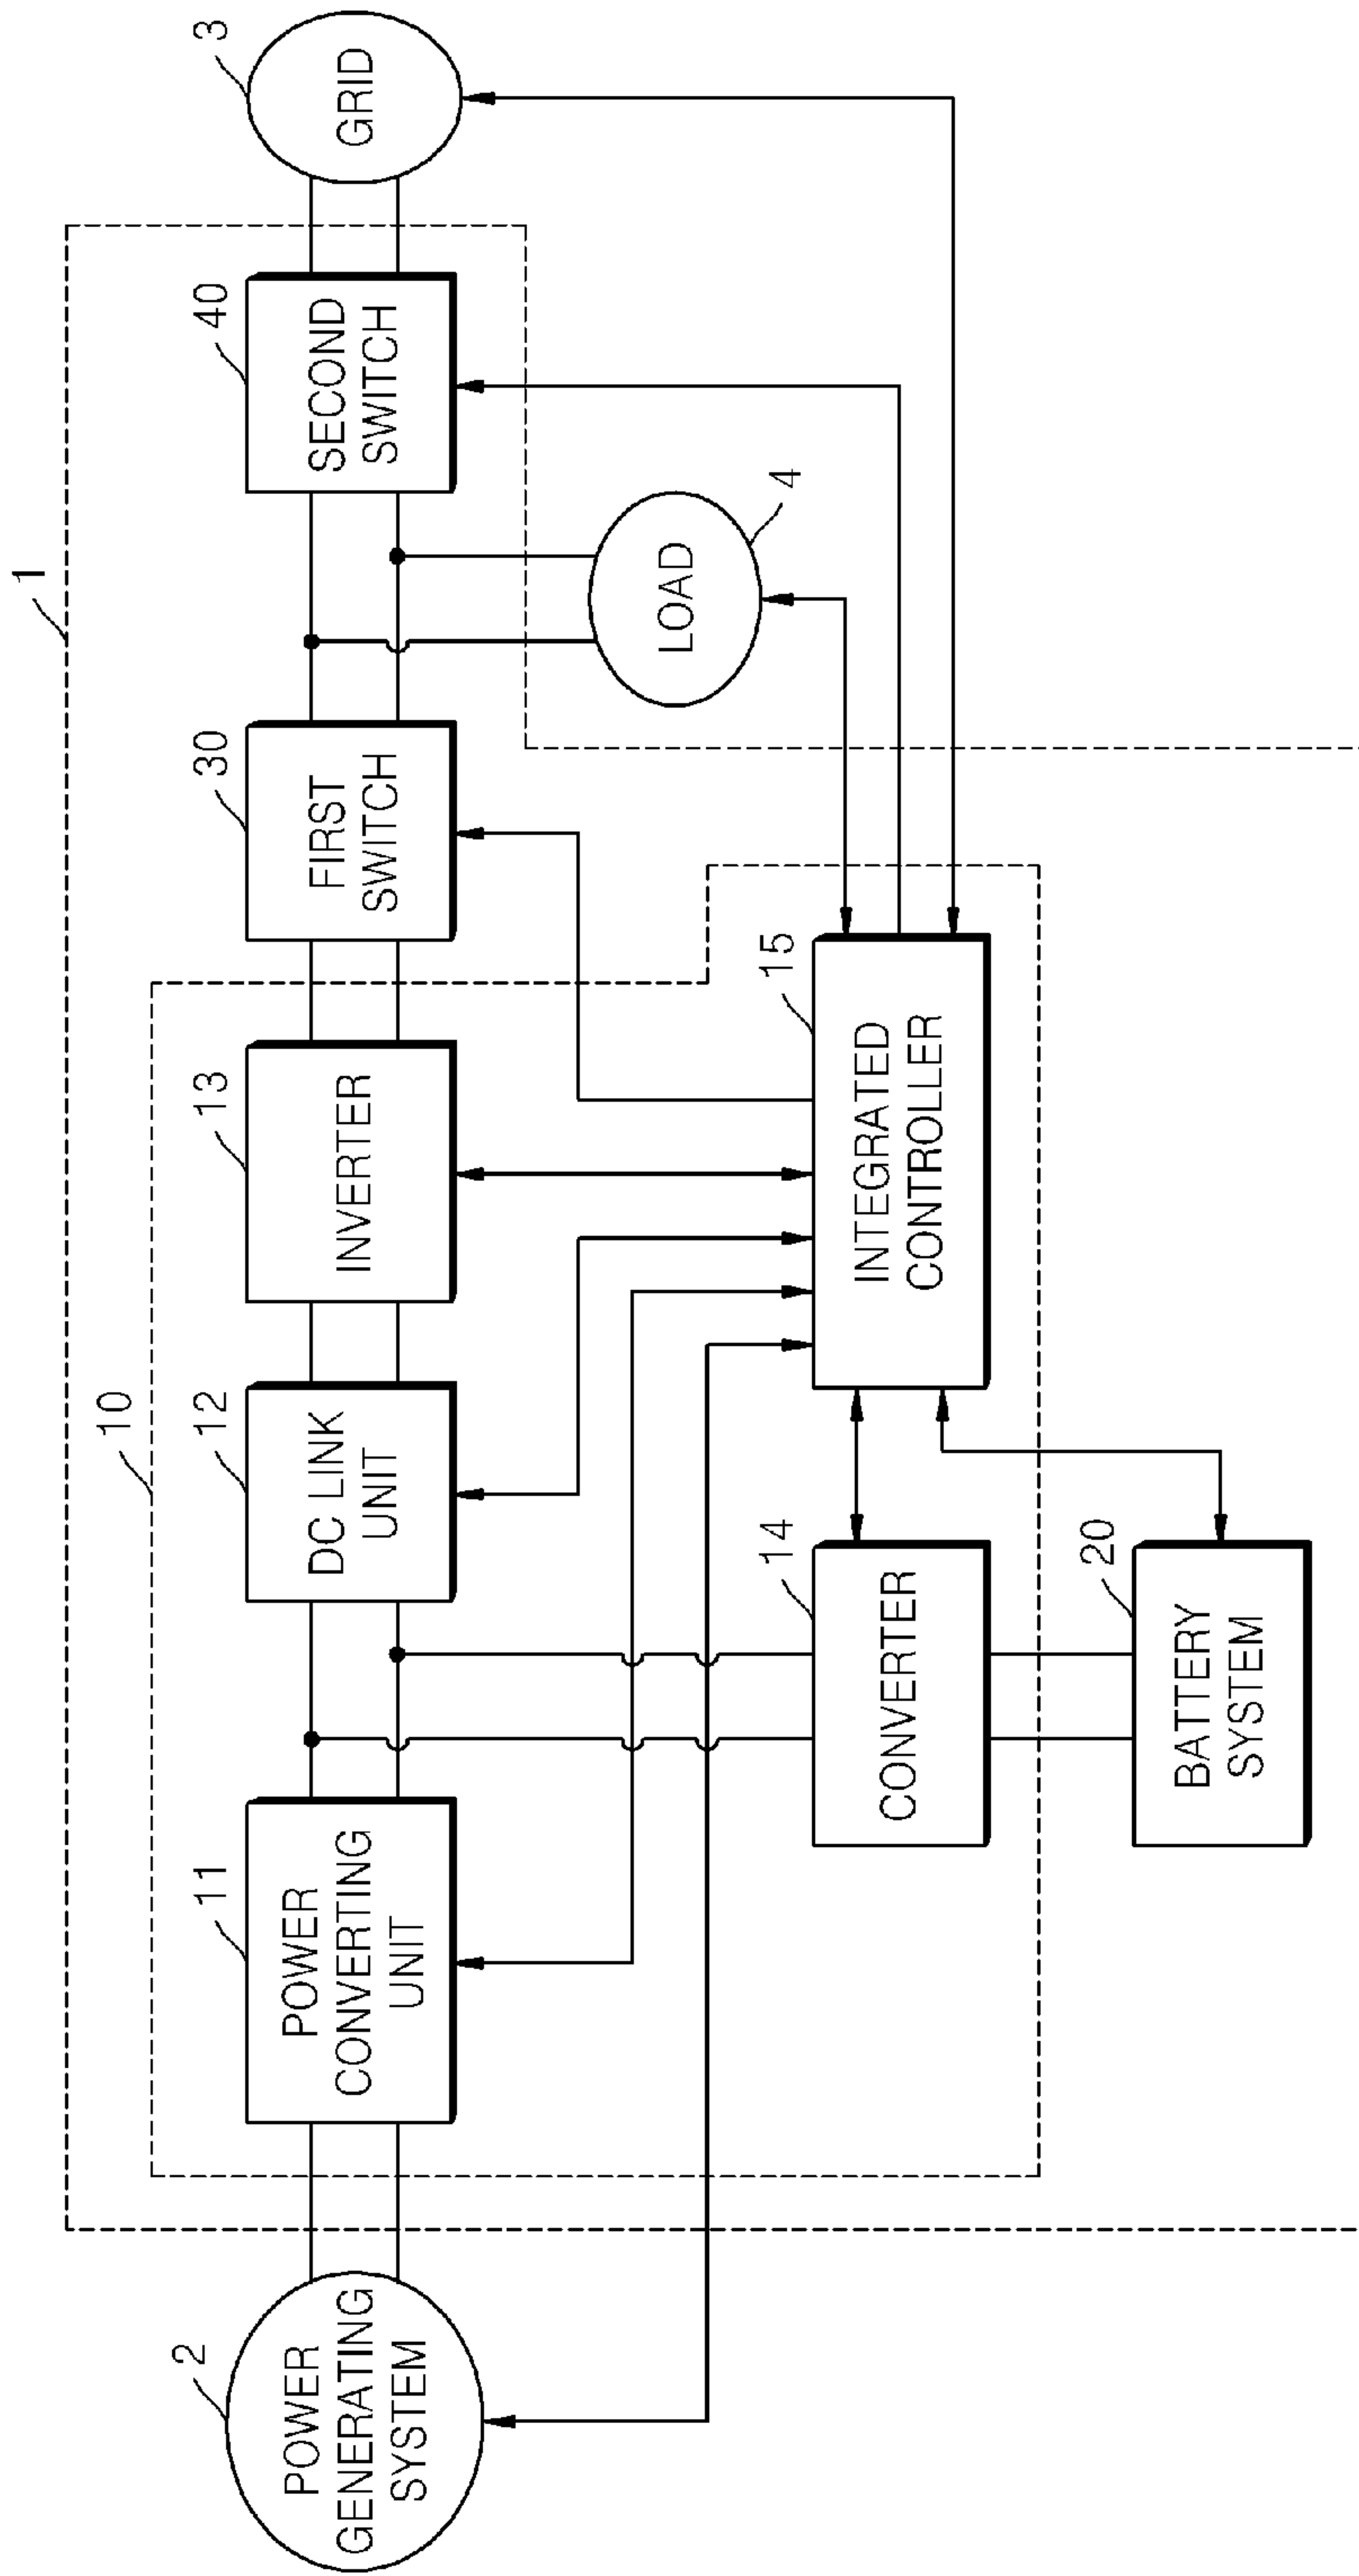 1
10
2
POWER
GENERATING
SYSTEM
11
POWER
CONVERTING
UNIT
12
DC LINK
UNIT
13
INVERTER
30
FIRST
SWITCH
40
SECOND
SWITCH
3
GRID
LOAD
4
14
CONVERTER
15
INTEGRATED
CONTROLLER
20
BATTERY
SYSTEM